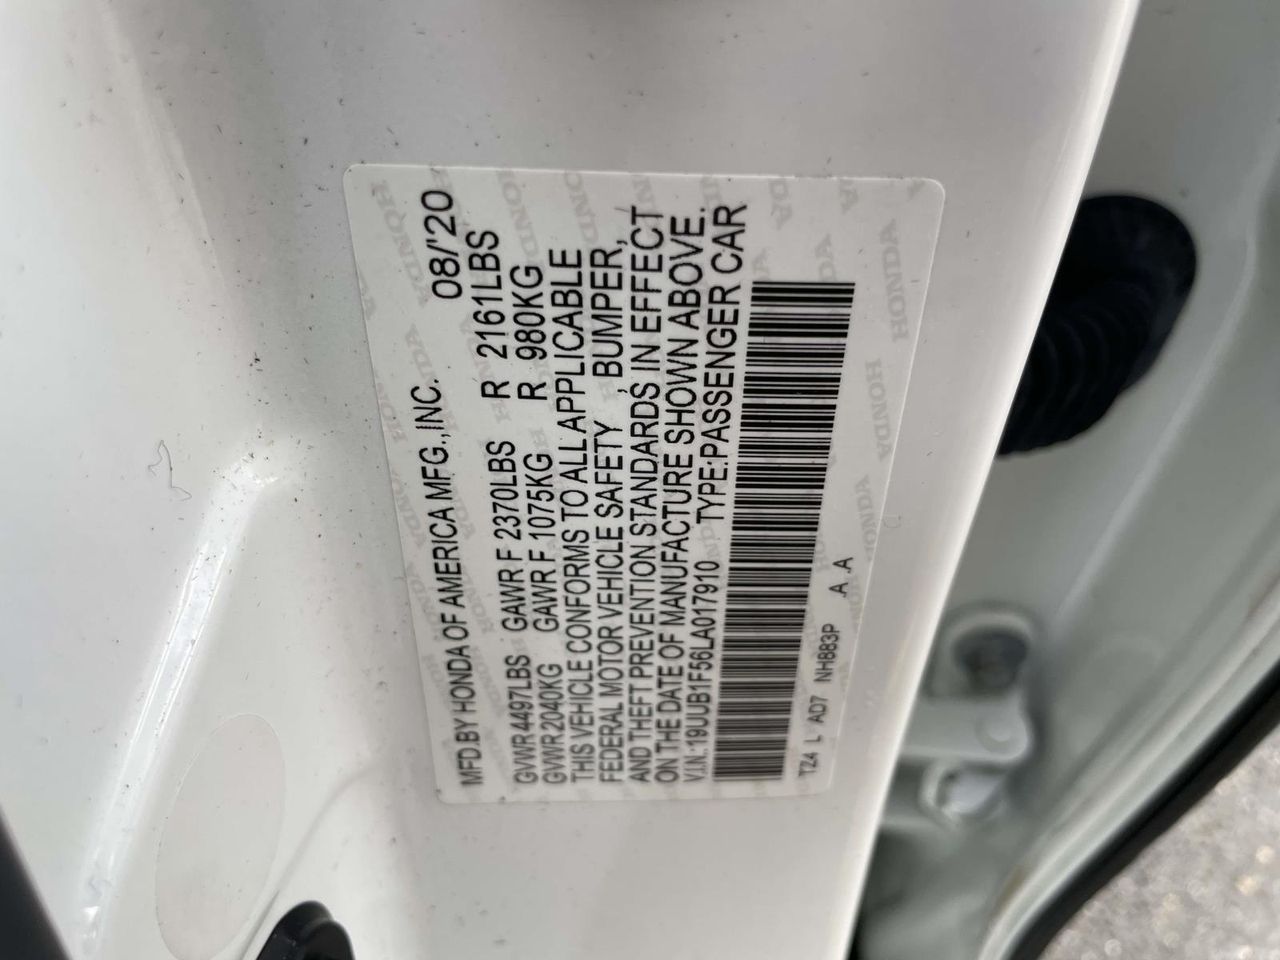 MFD.BY HONDA OF AMERICA MFG.,INC. 08/'20
GVWR 4497LBS GAWR F 2370LBS R 2161LBS
GVWR 2040KG GAWR F 1075KG R 980KG
THIS VEHICLE CONFORMS TO ALL APPLICABLE
FEDERAL MOTOR VEHICLE SAFETY , BUMPER,
AND THEFT PREVENTION STANDARDS IN EFFECT
ON THE DATE OF MANUFACTURE SHOWN ABOVE.
V.I.N.:19UUB1F56LA017910 TYPE:PASSENGER CAR
TZ4 L AD7 NH883P .A .A